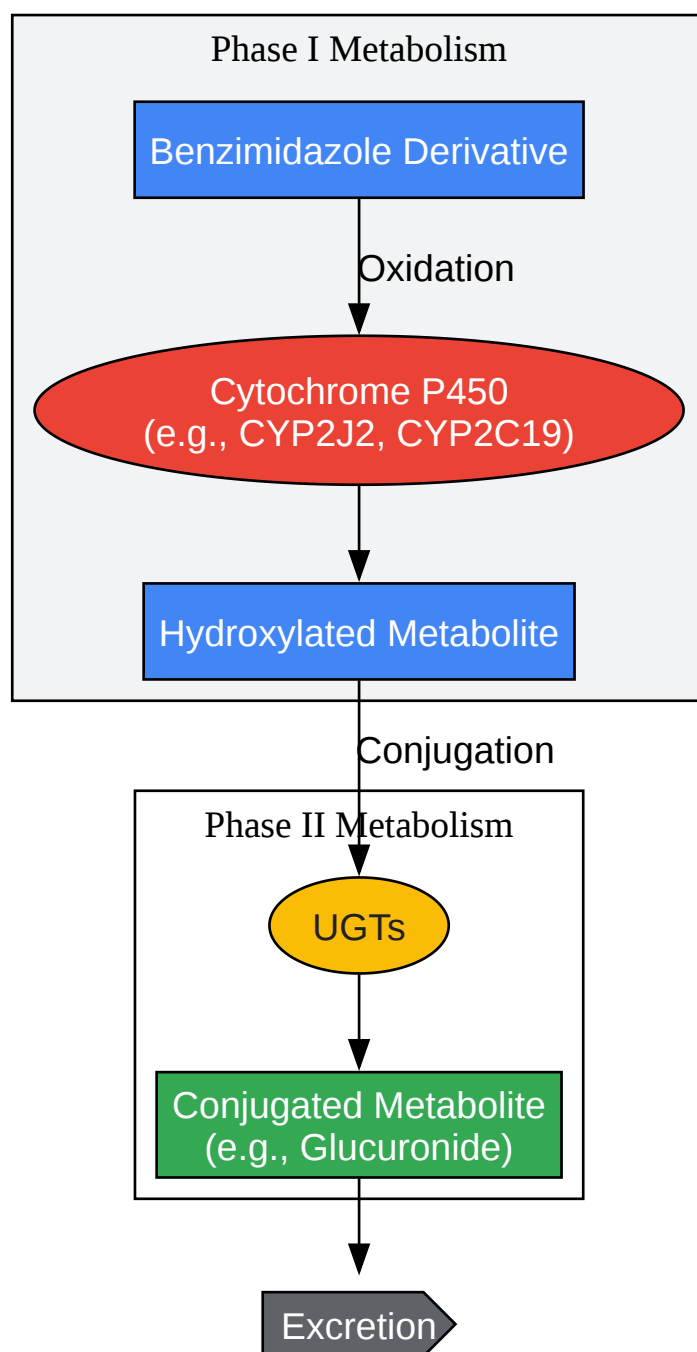 Phase I Metabolism
Benzimidazole Derivative
Oxidation
Cytochrome P450
(e.g., CYP2J2, CYP2C19)
Hydroxylated Metabolite
Conjugation
Phase II Metabolism
UGTs
Conjugated Metabolite
(e.g., Glucuronide)
Excretion